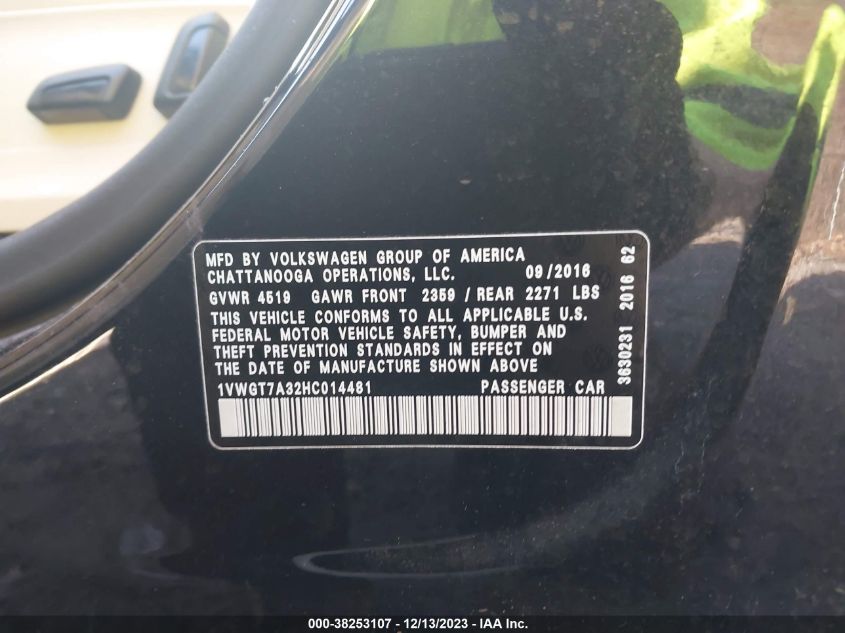 MFD BY VOLKSWAGEN GROUP OF AMERICA
CHATTANOOGA OPERATIONS, LLC. 09/2016
GVWR 4519 GAWR FRONT 2359 / REAR 2271 LBS
THIS VEHICLE CONFORMS TO ALL APPLICABLE U.S.
FEDERAL MOTOR VEHICLE SAFETY, BUMPER AND
THEFT PREVENTION STANDARDS IN EFFECT ON
THE DATE OF MANUFACTURE SHOWN ABOVE
1VWGT7A32HC014481 PASSENGER CAR
3630231 2016 62
000-38253107 - 12/13/2023 - IAA Inc.